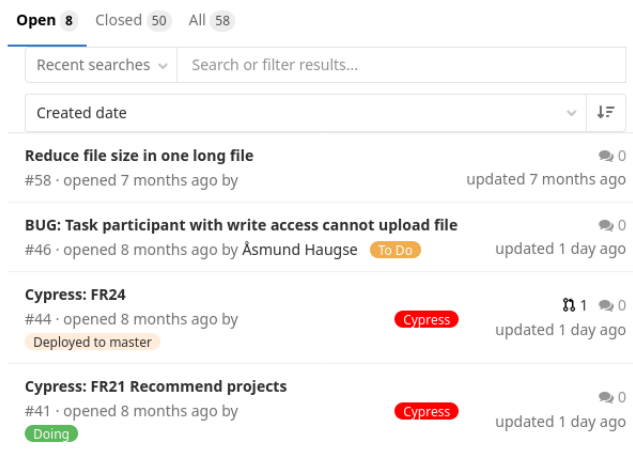 Open 8 Closed 50 All 58
Recent searches Search or filter results...
Created date
Reduce file size in one long file 0
#58 · opened 7 months ago by updated 7 months ago
BUG: Task participant with write access cannot upload file 0
#46 · opened 8 months ago by Åsmund Haugse To Do updated 1 day ago
Cypress: FR24 1 0
#44 · opened 8 months ago by Cypress updated 1 day ago
Deployed to master
Cypress: FR21 Recommend projects 0
#41 · opened 8 months ago by Cypress updated 1 day ago
Doing